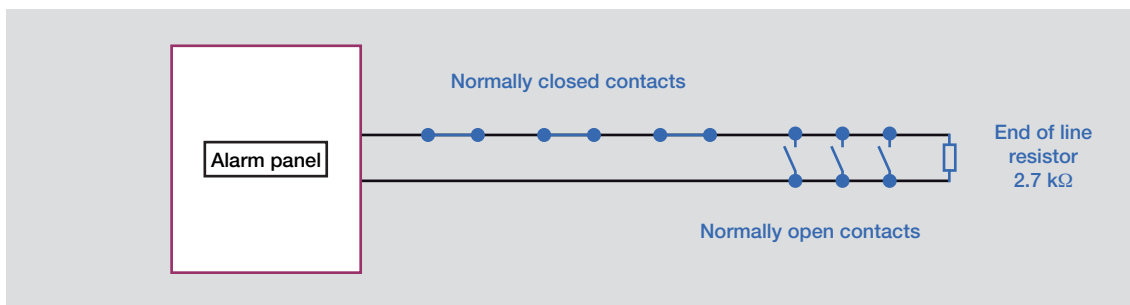 Normally closed contacts
Alarm panel
End of line
resistor
2.7 kΩ
Normally open contacts